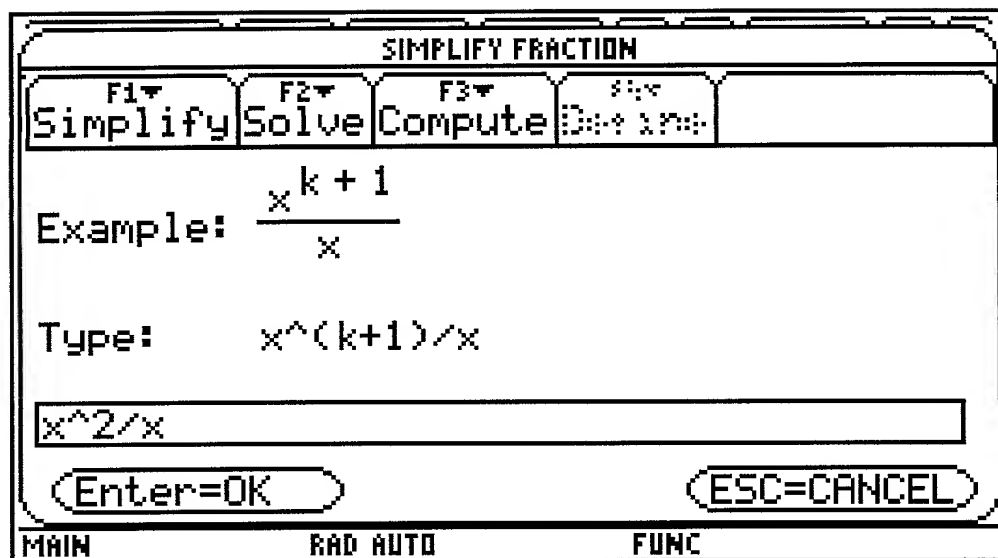 SIMPLIFY FRACTION
F1▾ F2▾ F3▾
Simplify Solve Compute Define
Example: x^(k + 1) / x
Type: x^(k+1)/x
x^2/x
Enter=OK ESC=CANCEL
MAIN RAD AUTO FUNC